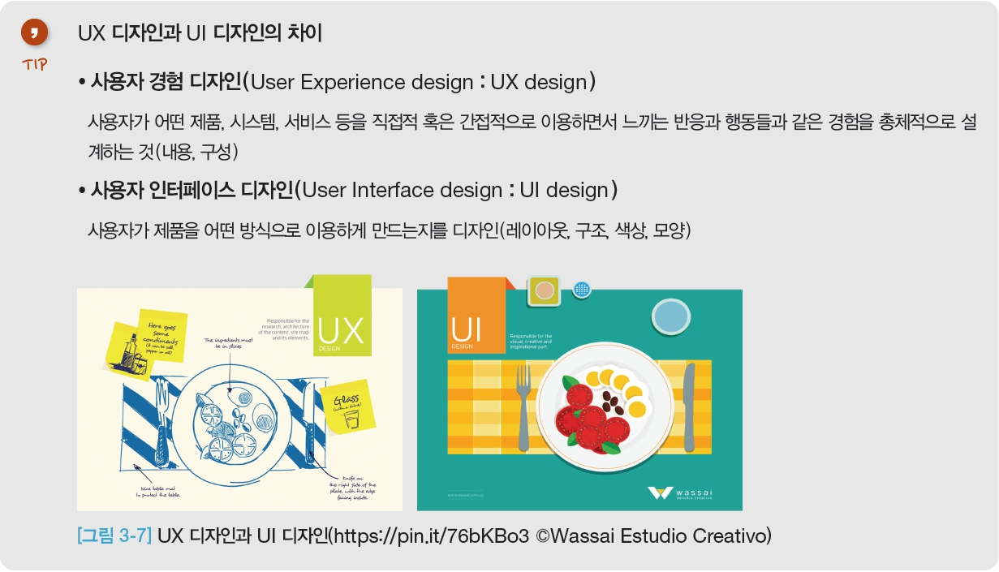 UX 디자인과 UI 디자인의 차이
TIP
• 사용자 경험 디자인(User Experience design : UX design)
사용자가 어떤 제품, 시스템, 서비스 등을 직접적 혹은 간접적으로 이용하면서 느끼는 반응과 행동들과 같은 경험을 총체적으로 설
계하는 것(내용, 구성)
• 사용자 인터페이스 디자인(User Interface design : UI design)
사용자가 제품을 어떤 방식으로 이용하게 만드는지를 디자인(레이아웃, 구조, 색상, 모양)
Here goes
some
condiments
(it can be salt,
pepper or oil)
The ingredients must
be in slices
Responsible for the
research, architecture
of the content, site map
and its elements.
UX
DESIGN
Glass
(with a drink)
Nice table mat
to protect the table.
Knife on
the right side of the
plate, with the edge
facing inside.
UI
DESIGN
Responsible for the
visual, creative and
inspirational part.
wassai
estudio creativo
[그림 3-7] UX 디자인과 UI 디자인(https://pin.it/76bKBo3 ©Wassai Estudio Creativo)